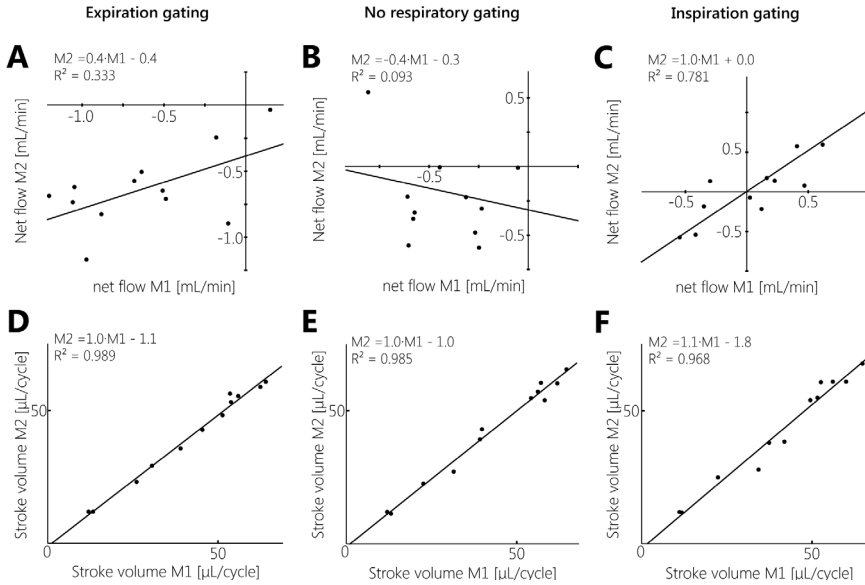 Expiration gating
No respiratory gating
Inspiration gating
A
M2 =0.4·M1 - 0.4
R² = 0.333
-1.0
-0.5
-0.5
-1.0
Net flow M2 [mL/min]
net flow M1 [mL/min]
B
M2 =-0.4·M1 - 0.3
R² = 0.093
0.5
-0.5
-0.5
Net flow M2 [mL/min]
net flow M1 [mL/min]
C
M2 =1.0·M1 + 0.0
R² = 0.781
0.5
-0.5
0.5
-0.5
Net flow M2 [mL/min]
net flow M1 [mL/min]
D
M2 =1.0·M1 - 1.1
R² = 0.989
50
0
50
Stroke volume M2 [µL/cycle]
Stroke volume M1 [µL/cycle]
E
M2 =1.0·M1 - 1.0
R² = 0.985
50
0
50
Stroke volume M2 [µL/cycle]
Stroke volume M1 [µL/cycle]
F
M2 =1.1·M1 - 1.8
R² = 0.968
50
0
50
Stroke volume M2 [µL/cycle]
Stroke volume M1 [µL/cycle]